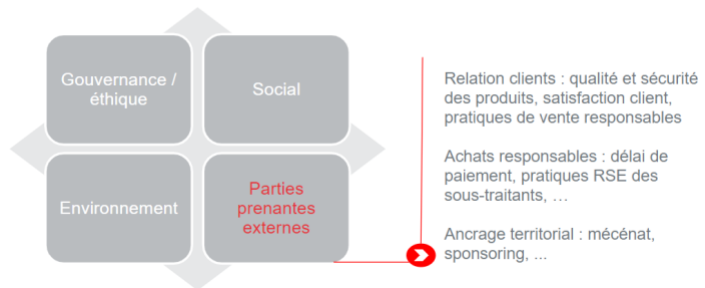 Gouvernance /
éthique
Social
Environnement
Parties
prenantes
externes
Relation clients : qualité et sécurité
des produits, satisfaction client,
pratiques de vente responsables
Achats responsables : délai de
paiement, pratiques RSE des
sous-traitants, …
Ancrage territorial : mécénat,
sponsoring, ...